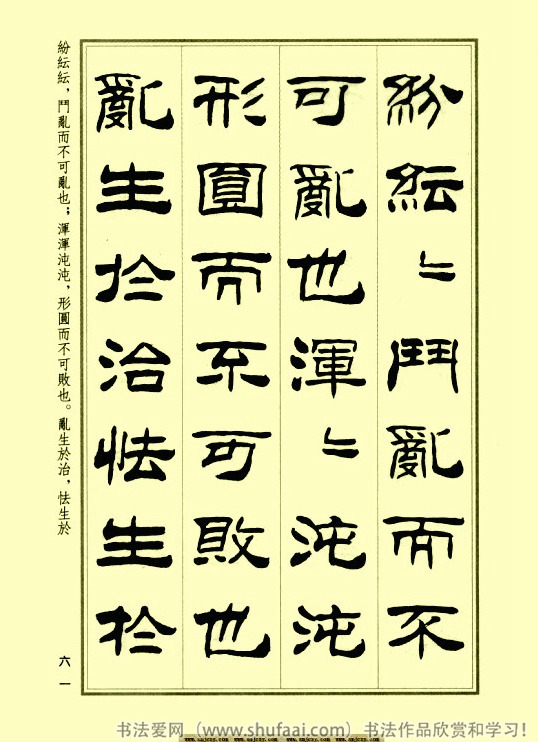 紛紜〻鬥亂而不
可亂也渾〻沌沌
形圓而不可敗也
亂生於治怯生於
紛紜紜，鬥亂而不可亂也；渾渾沌沌，形圓而不可敗也。亂生於治，怯生於
六一
书法爱网（www.shufaai.com）书法作品欣赏和学习！